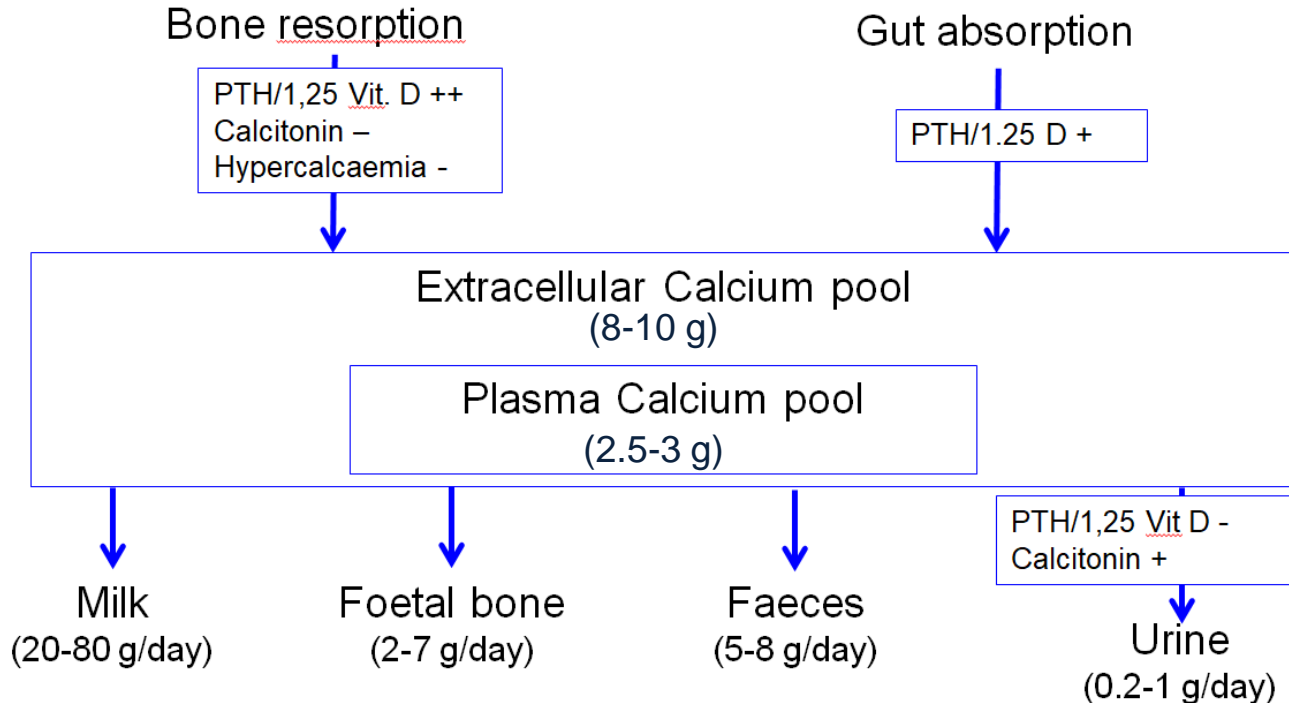 Bone resorption
Gut absorption
PTH/1,25 Vit. D ++
Calcitonin –
Hypercalcaemia -
PTH/1.25 D +
Extracellular Calcium pool
(8-10 g)
Plasma Calcium pool
(2.5-3 g)
PTH/1,25 Vit D -
Calcitonin +
Milk
(20-80 g/day)
Foetal bone
(2-7 g/day)
Faeces
(5-8 g/day)
Urine
(0.2-1 g/day)